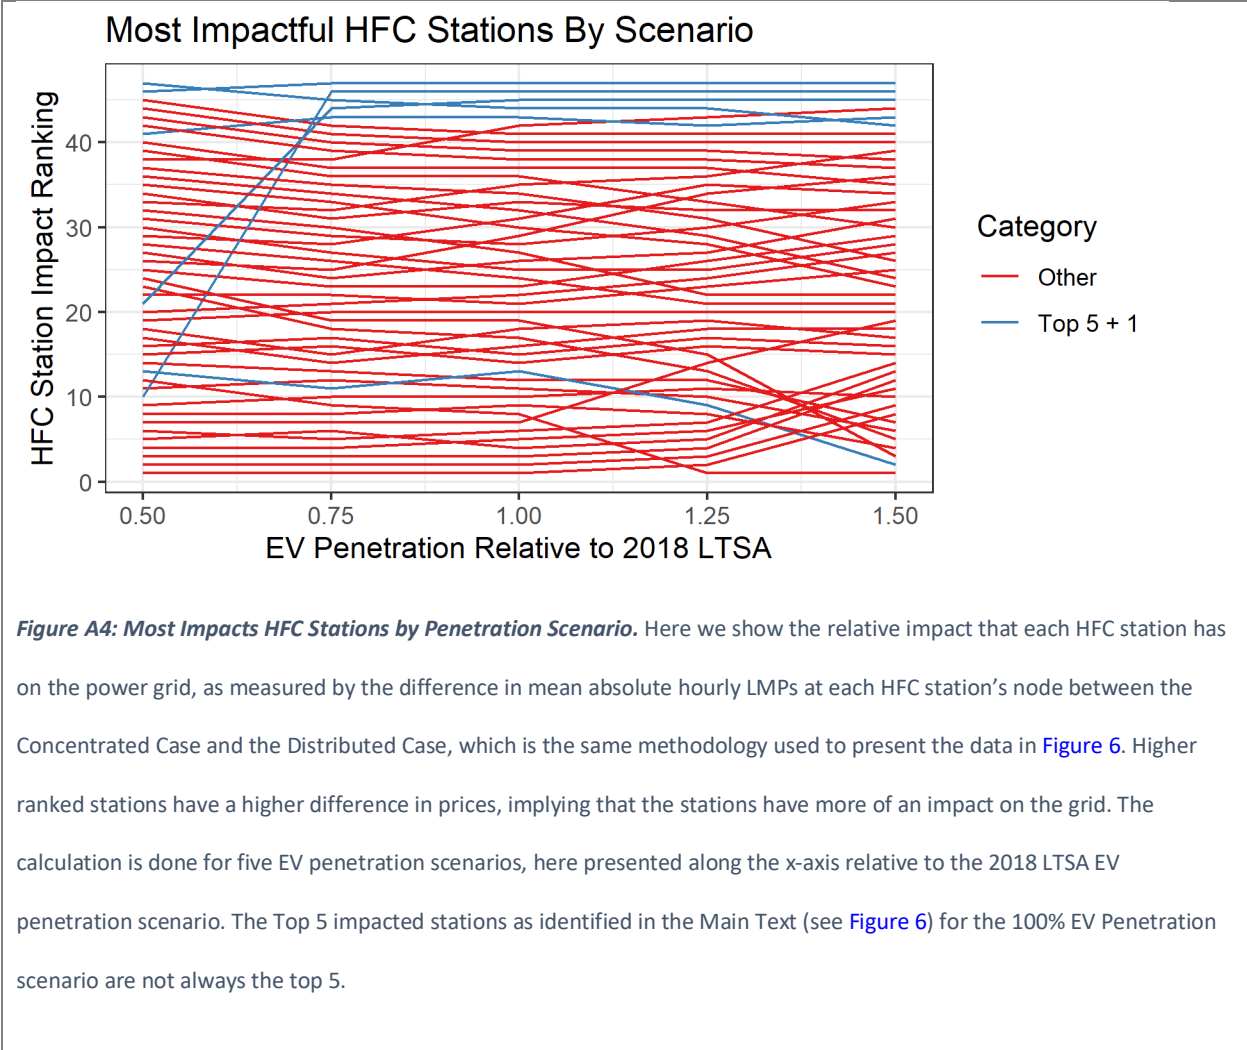 Most Impactful HFC Stations By Scenario
HFC Station Impact Ranking
40
30
20
10
0
0.50 0.75 1.00 1.25 1.50
EV Penetration Relative to 2018 LTSA
Category
Other
Top 5 + 1
Figure A4: Most Impacts HFC Stations by Penetration Scenario. Here we show the relative impact that each HFC station has
on the power grid, as measured by the difference in mean absolute hourly LMPs at each HFC station’s node between the
Concentrated Case and the Distributed Case, which is the same methodology used to present the data in Figure 6. Higher
ranked stations have a higher difference in prices, implying that the stations have more of an impact on the grid. The
calculation is done for five EV penetration scenarios, here presented along the x-axis relative to the 2018 LTSA EV
penetration scenario. The Top 5 impacted stations as identified in the Main Text (see Figure 6) for the 100% EV Penetration
scenario are not always the top 5.